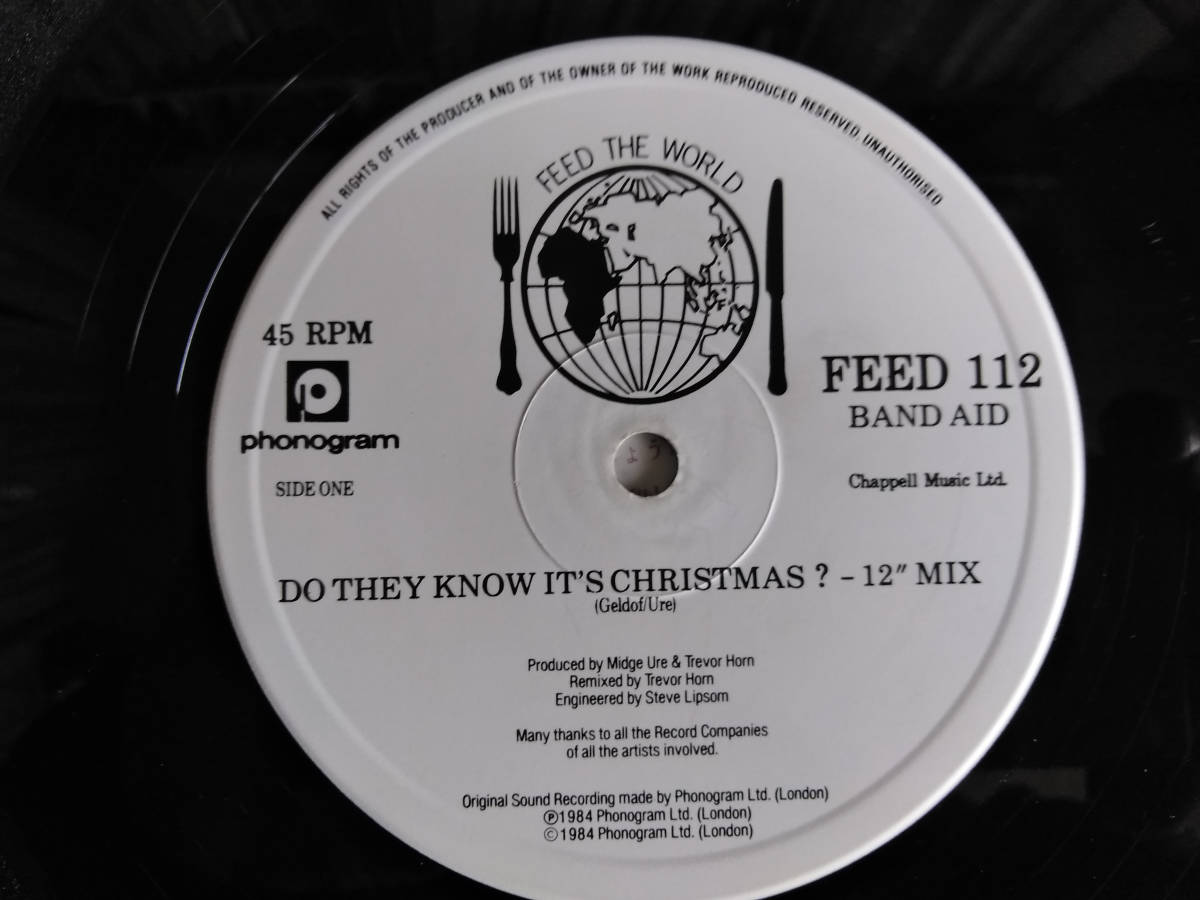 ALL RIGHTS OF THE PRODUCER AND OF THE OWNER OF THE WORK REPRODUCED RESERVED. UNAUTHORISED
FEED THE WORLD
45 RPM
phonogram
SIDE ONE
FEED 112
BAND AID
Chappell Music Ltd.
よう
DO THEY KNOW IT'S CHRISTMAS ? – 12" MIX
(Geldof/Ure)
Produced by Midge Ure & Trevor Horn
Remixed by Trevor Horn
Engineered by Steve Lipsom
Many thanks to all the Record Companies
of all the artists involved.
Original Sound Recording made by Phonogram Ltd. (London)
℗1984 Phonogram Ltd. (London)
©1984 Phonogram Ltd. (London)